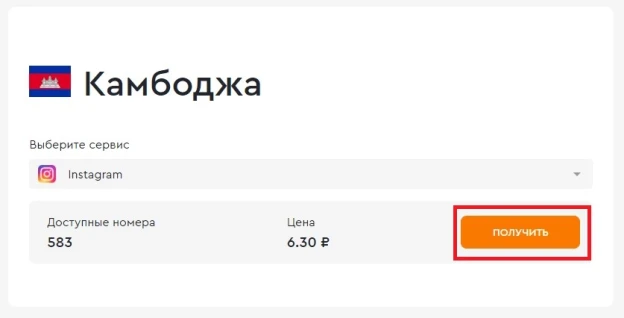 Камбоджа
Выберите сервис
Instagram
Доступные номера
Цена
583
6.30 ₽
ПОЛУЧИТЬ